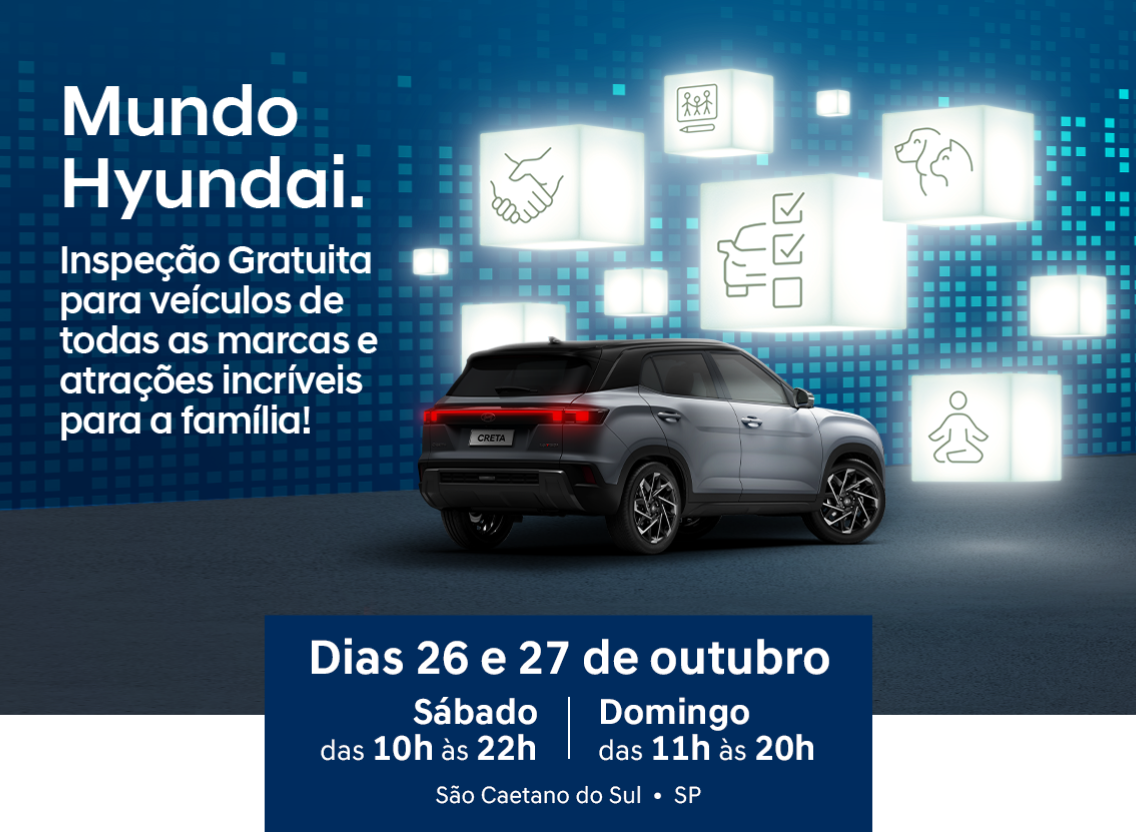 Mundo
Hyundai.
Inspeção Gratuita
para veículos de
todas as marcas e
atrações incríveis
para a família!
CRETA
Dias 26 e 27 de outubro
Sábado
das 10h às 22h
Domingo
das 11h às 20h
São Caetano do Sul • SP